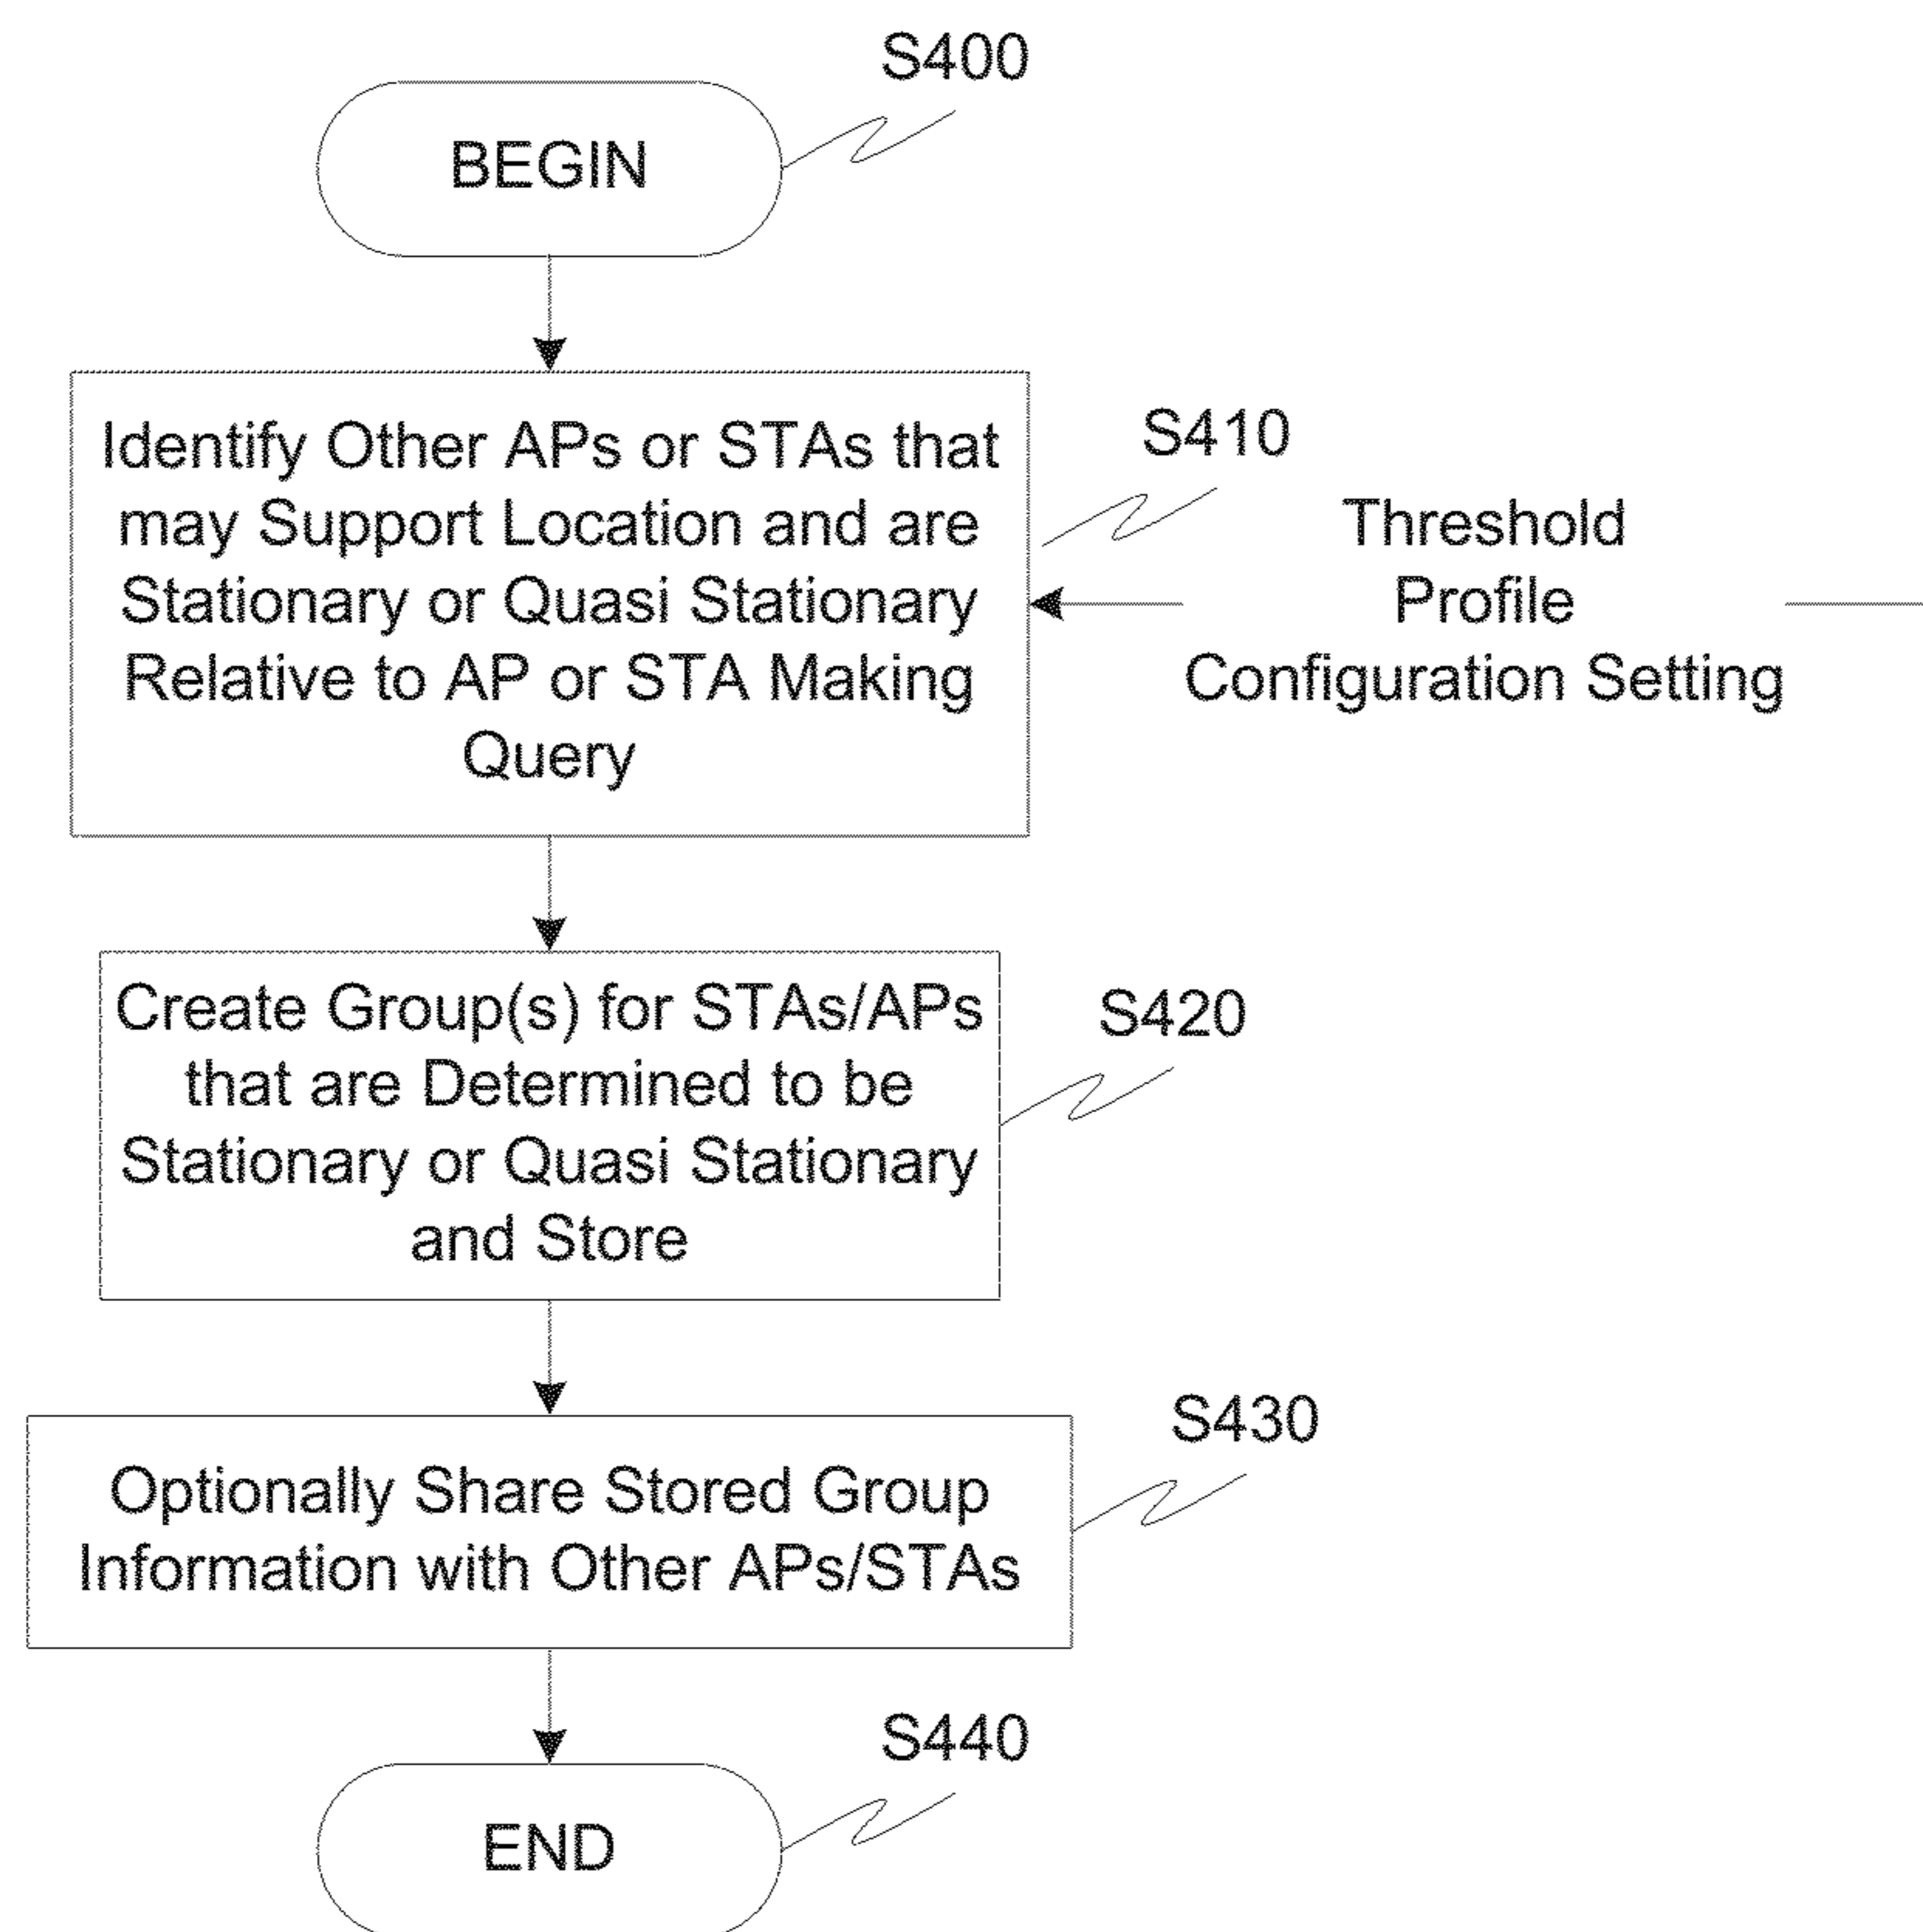 S400
BEGIN
Identify Other APs or STAs that
may Support Location and are
Stationary or Quasi Stationary
Relative to AP or STA Making
Query
S410
Threshold
Profile
Configuration Setting
Create Group(s) for STAs/APs
that are Determined to be
Stationary or Quasi Stationary
and Store
S420
Optionally Share Stored Group
Information with Other APs/STAs
S430
S440
END